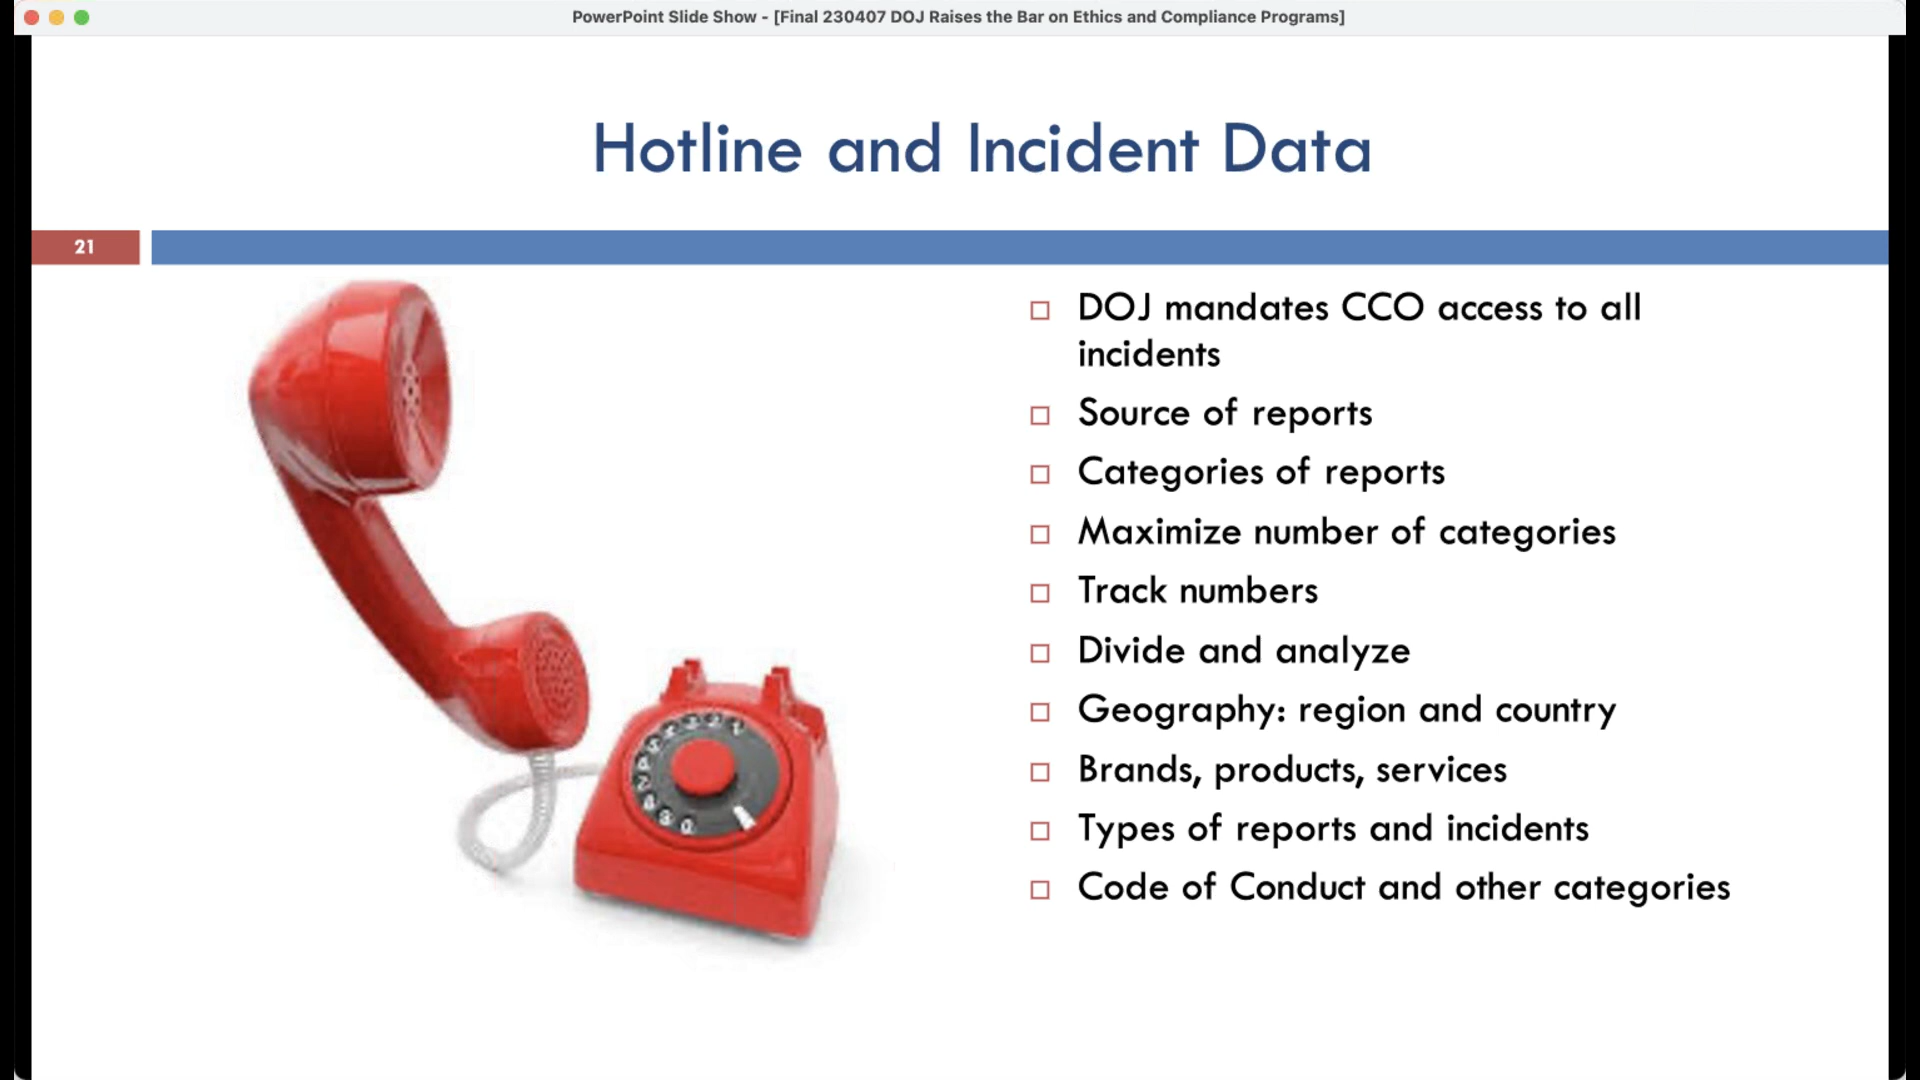 PowerPoint Slide Show - [Final 230407 DOJ Raises the Bar on Ethics and Compliance Programs]
Hotline and Incident Data
21
DOJ mandates CCO access to all
incidents
Source of reports
Categories of reports
Maximize number of categories
Track numbers
Divide and analyze
Geography: region and country
Brands, products, services
Types of reports and incidents
Code of Conduct and other categories